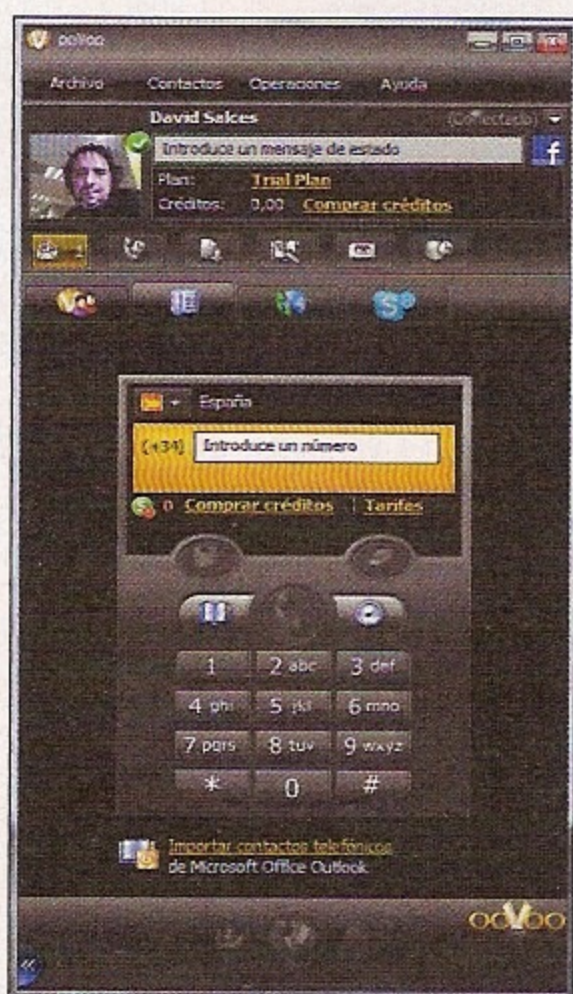 ooVoo
Archivo Contactos Operaciones Ayuda
David Salces (Conectado)
Introduce un mensaje de estado
f
Plan: Trial Plan
Créditos: 0,00 Comprar créditos
1
España
(+34) Introduce un número
0 Comprar créditos | Tarifas
1 2 abc 3 def
4 ghi 5 jkl 6 mno
7 pqrs 8 tuv 9 wxyz
* 0 #
Importar contactos telefónicos
de Microsoft Office Outlook
ooVoo